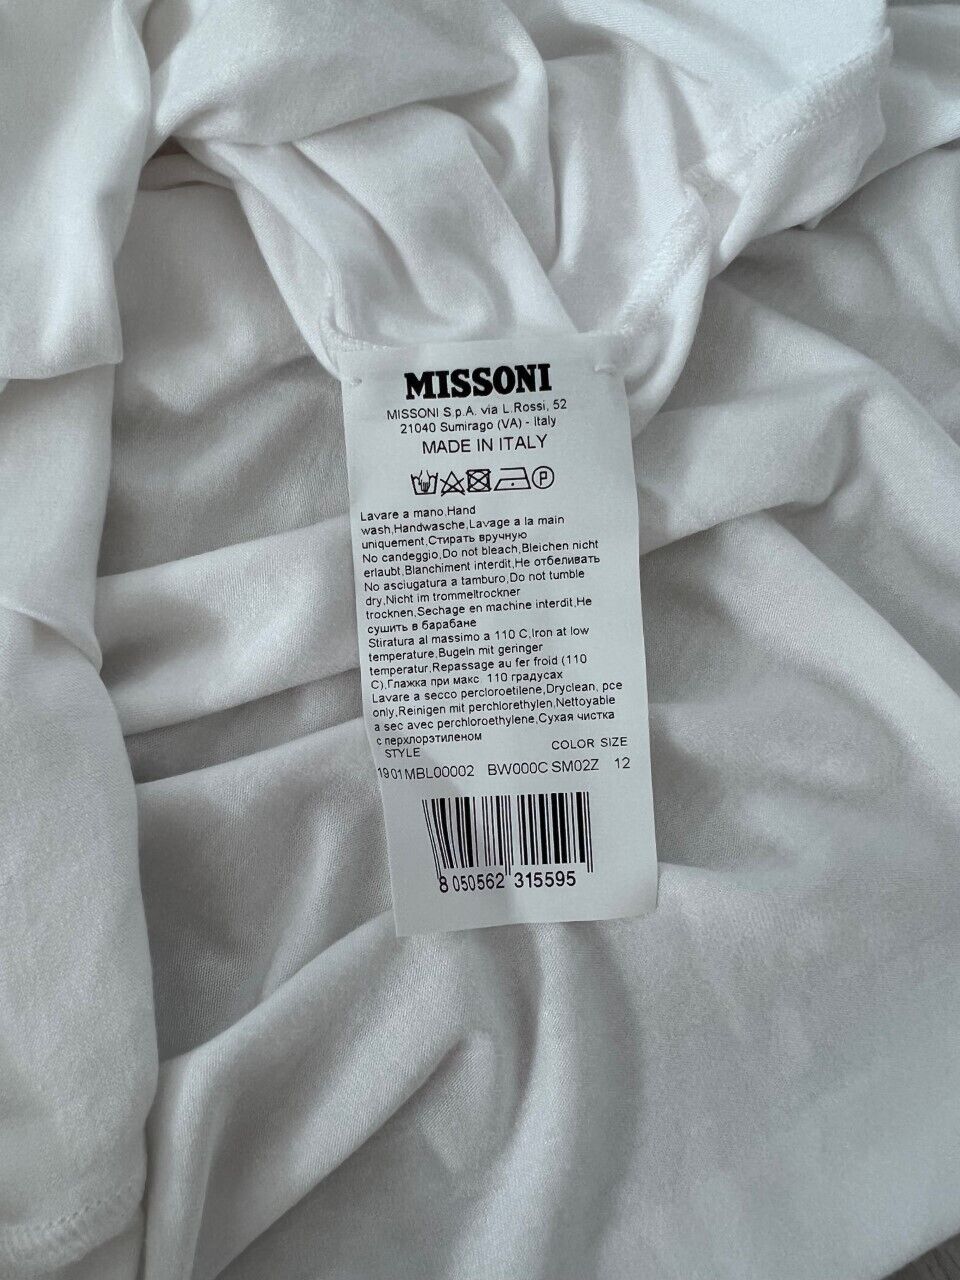 MISSONI
MISSONI S.p.A. via L.Rossi, 52
21040 Sumirago (VA) - Italy
MADE IN ITALY
P
Lavare a mano,Hand
wash,Handwasche,Lavage a la main
uniquement,Стирать вручную
No candeggio,Do not bleach,Bleichen nicht
erlaubt,Blanchiment interdit,Не отбеливать
No asciugatura a tamburo,Do not tumble
dry,Nicht im trommeltrockner
trocknen,Sechage en machine interdit,Не
сушить в барабане
Stiratura al massimo a 110 C,Iron at low
temperature,Bugeln mit geringer
temperatur,Repassage au fer froid (110
C),Глажка при макс. 110 градусах
Lavare a secco percloroetilene,Dryclean, pce
only,Reinigen mit perchlorethylen,Nettoyable
a sec avec perchloroethylene,Сухая чистка
с перхлорэтиленом
STYLE COLOR SIZE
1901MBL00002 BW000C SM02Z 12
8 050562 315595